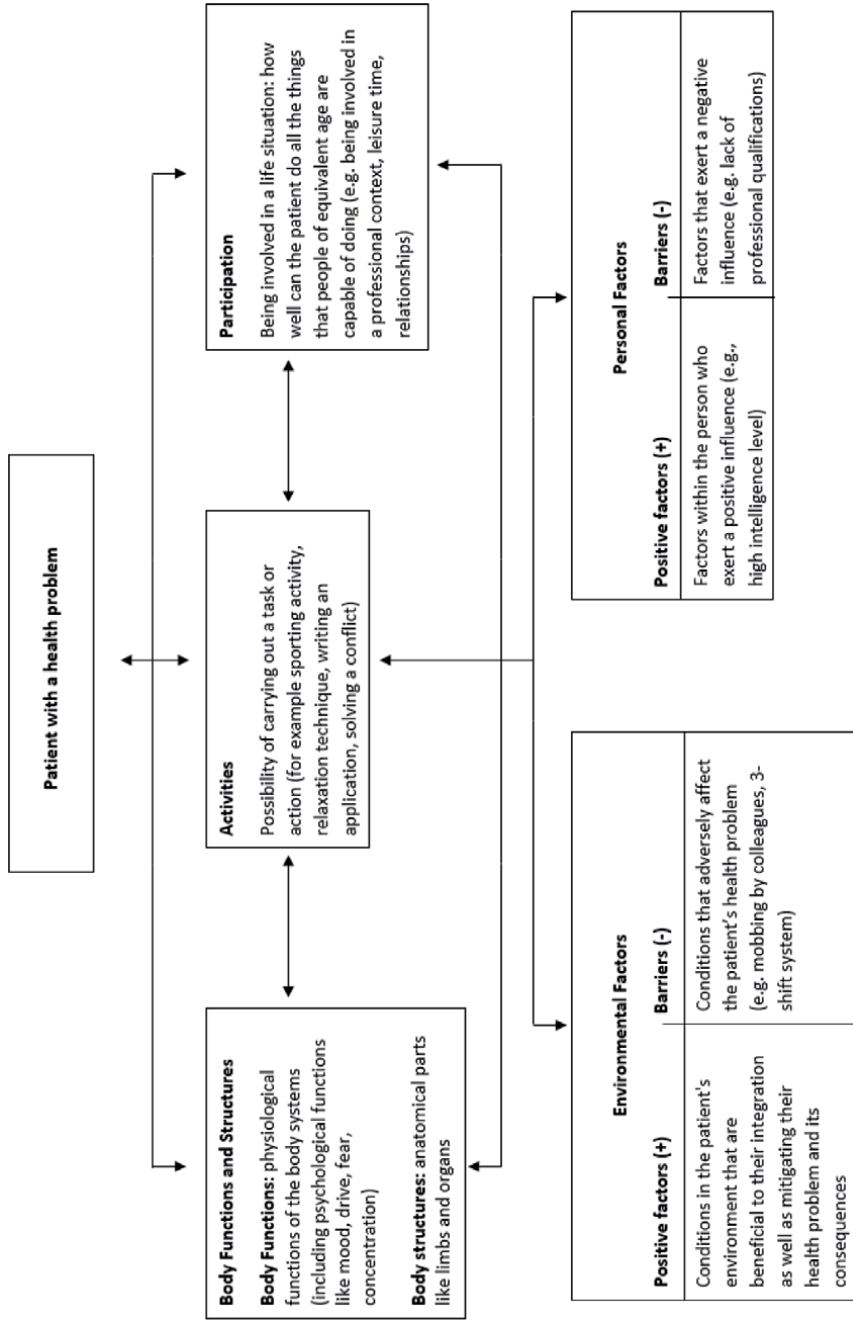 Patient with a health problem
Body Functions and Structures
Body Functions: physiological
functions of the body systems
(including psychological functions
like mood, drive, fear,
concentration)
Body structures: anatomical parts
like limbs and organs
Activities
Possibility of carrying out a task or
action (for example sporting activity,
relaxation technique, writing an
application, solving a conflict)
Participation
Being involved in a life situation: how
well can the patient do all the things
that people of equivalent age are
capable of doing (e.g. being involved in
a professional context, leisure time,
relationships)
Environmental Factors
Positive factors (+)
Conditions in the patient's
environment that are
beneficial to their integration
as well as mitigating their
health problem and its
consequences
Barriers (-)
Conditions that adversely affect
the patient's health problem
(e.g. mobbing by colleagues, 3-
shift system)
Personal Factors
Positive factors (+)
Factors within the person who
exert a positive influence (e.g.,
high intelligence level)
Barriers (-)
Factors that exert a negative
influence (e.g. lack of
professional qualifications)